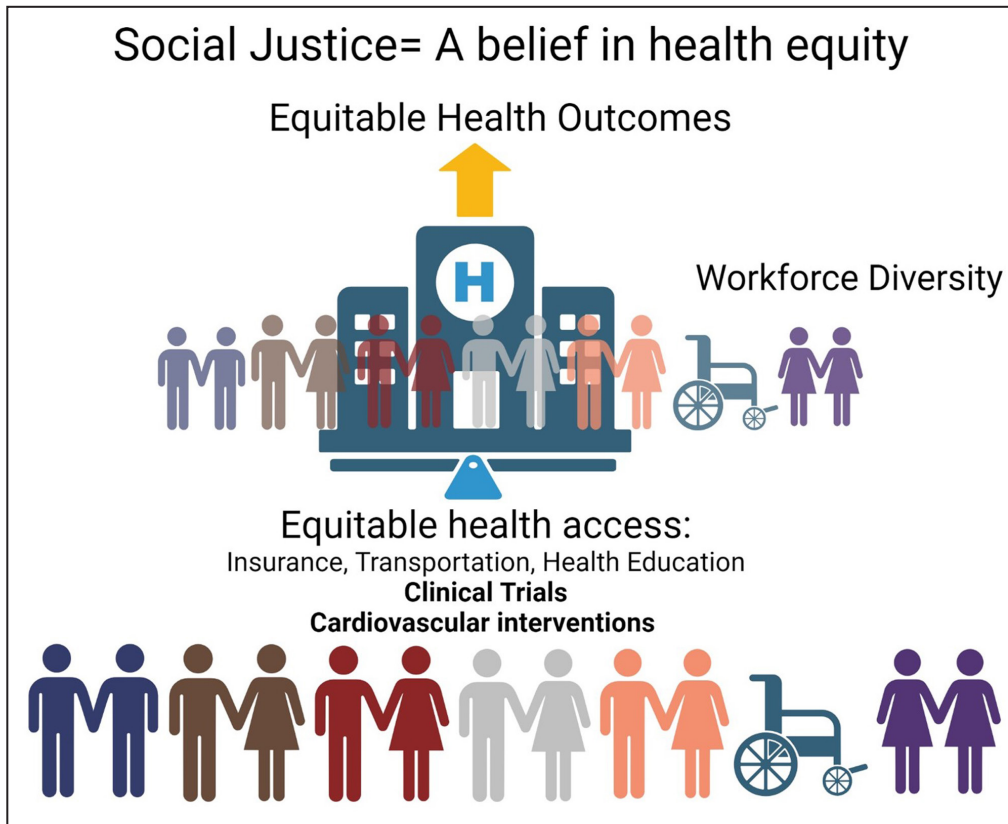 Social Justice= A belief in health equity
Equitable Health Outcomes
H
Workforce Diversity
Equitable health access:
Insurance, Transportation, Health Education
Clinical Trials
Cardiovascular interventions